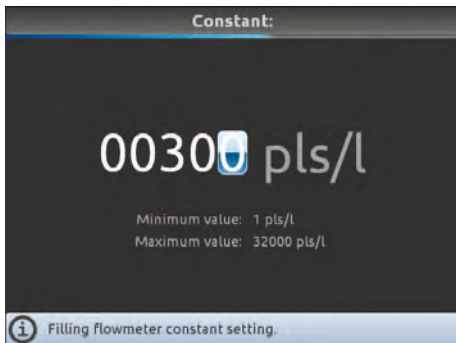 Constant:
00300 pls/l
Minimum value: 1 pls/l
Maximum value: 32000 pls/l
Filling flowmeter constant setting.